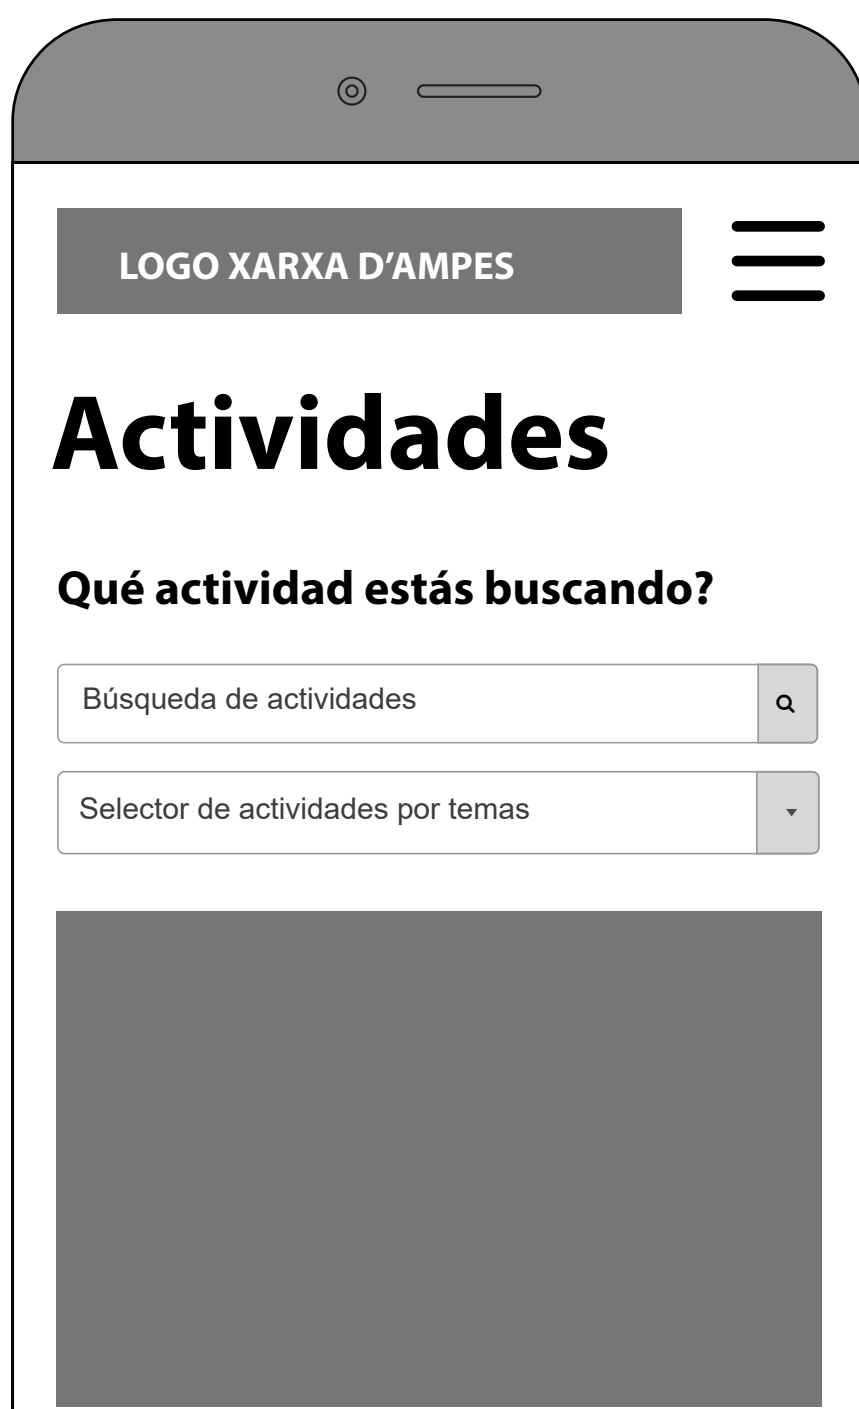 LOGO XARXA D’AMPES
Actividades
Qué actividad estás buscando?
Búsqueda de actividades
Selector de actividades por temas